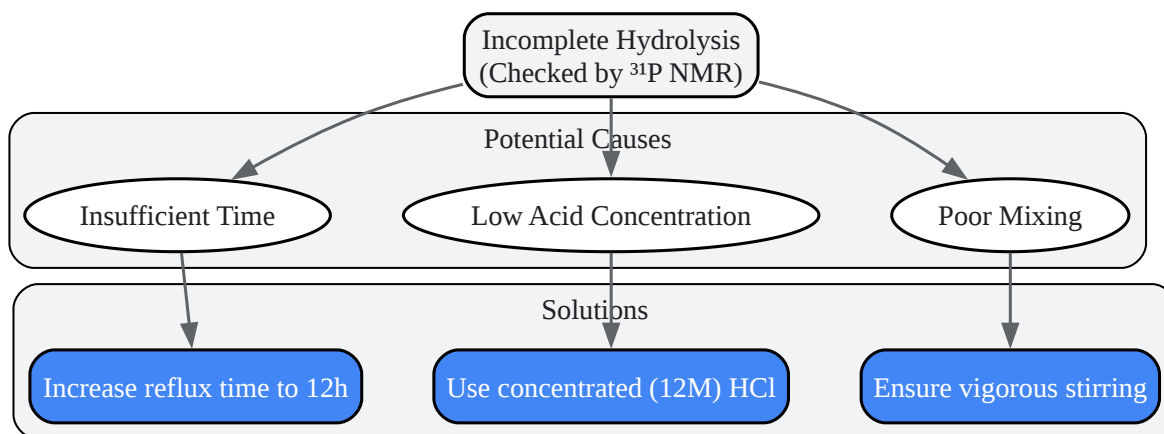 Incomplete Hydrolysis
(Checked by ³¹P NMR)
Potential Causes
Insufficient Time
Low Acid Concentration
Poor Mixing
Solutions
Increase reflux time to 12h
Use concentrated (12M) HCl
Ensure vigorous stirring